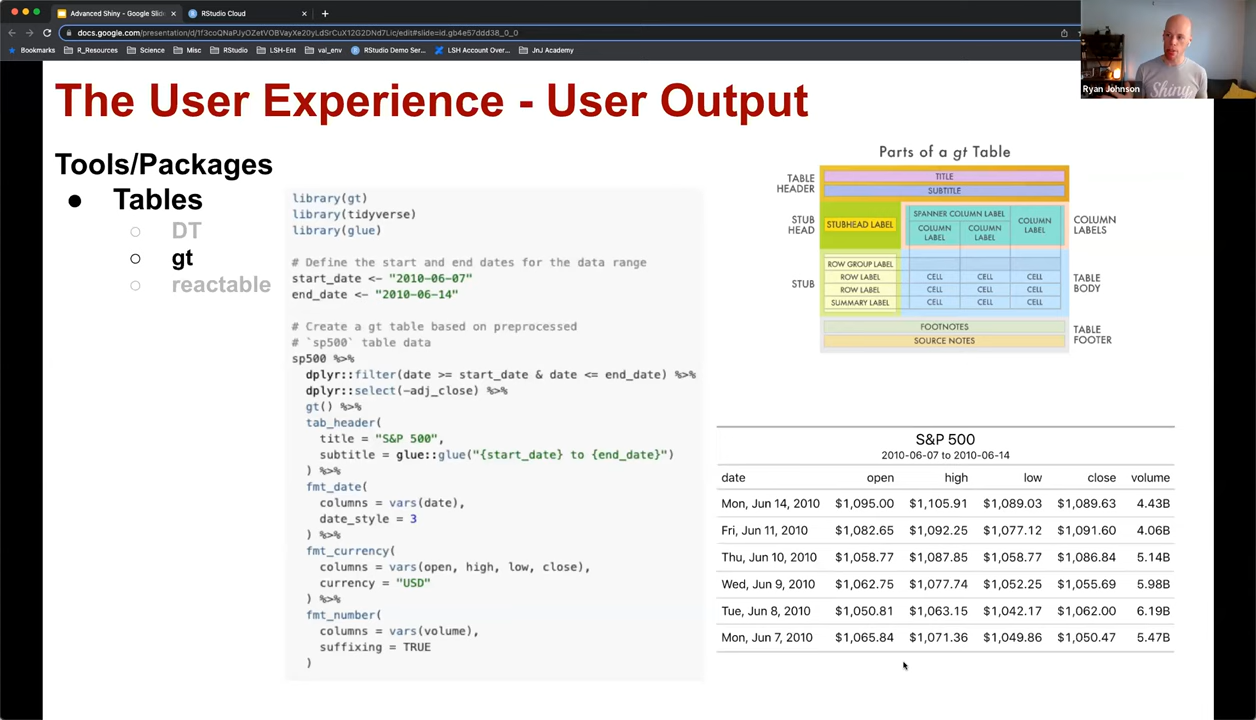 Advanced Shiny - Google Slid
RStudio Cloud
docs.google.com/presentation/d/1f3coQNaPJyOZetVOBVayXe20yLdSrCuX12G2DNd7Lic/edit#slide=id.gb4e57ddd38_0_0
Bookmarks
R_Resources
Science
Misc
RStudio
LSH-Ent
val_env
RStudio Demo Ser...
LSH Account Over...
JnJ Academy
Ryan Johnson
Shiny
The User Experience - User Output
Tools/Packages
● Tables
○ DT
○ gt
○ reactable
library(gt)
library(tidyverse)
library(glue)
# Define the start and end dates for the data range
start_date <- "2010-06-07"
end_date <- "2010-06-14"
# Create a gt table based on preprocessed
# `sp500` table data
sp500 %>%
dplyr::filter(date >= start_date & date <= end_date) %>%
dplyr::select(-adj_close) %>%
gt() %>%
tab_header(
title = "S&P 500",
subtitle = glue::glue("{start_date} to {end_date}")
) %>%
fmt_date(
columns = vars(date),
date_style = 3
) %>%
fmt_currency(
columns = vars(open, high, low, close),
currency = "USD"
) %>%
fmt_number(
columns = vars(volume),
suffixing = TRUE
)
Parts of a gt Table
TABLE HEADER
TITLE
SUBTITLE
STUB HEAD
STUBHEAD LABEL
SPANNER COLUMN LABEL
COLUMN LABEL
COLUMN LABEL
COLUMN LABEL
COLUMN LABELS
STUB
ROW GROUP LABEL
ROW LABEL CELL CELL CELL
ROW LABEL CELL CELL CELL
SUMMARY LABEL CELL CELL CELL
TABLE BODY
FOOTNOTES
SOURCE NOTES
TABLE FOOTER
S&P 500
2010-06-07 to 2010-06-14
date open high low close volume
Mon, Jun 14, 2010 $1,095.00 $1,105.91 $1,089.03 $1,089.63 4.43B
Fri, Jun 11, 2010 $1,082.65 $1,092.25 $1,077.12 $1,091.60 4.06B
Thu, Jun 10, 2010 $1,058.77 $1,087.85 $1,058.77 $1,086.84 5.14B
Wed, Jun 9, 2010 $1,062.75 $1,077.74 $1,052.25 $1,055.69 5.98B
Tue, Jun 8, 2010 $1,050.81 $1,063.15 $1,042.17 $1,062.00 6.19B
Mon, Jun 7, 2010 $1,065.84 $1,071.36 $1,049.86 $1,050.47 5.47B